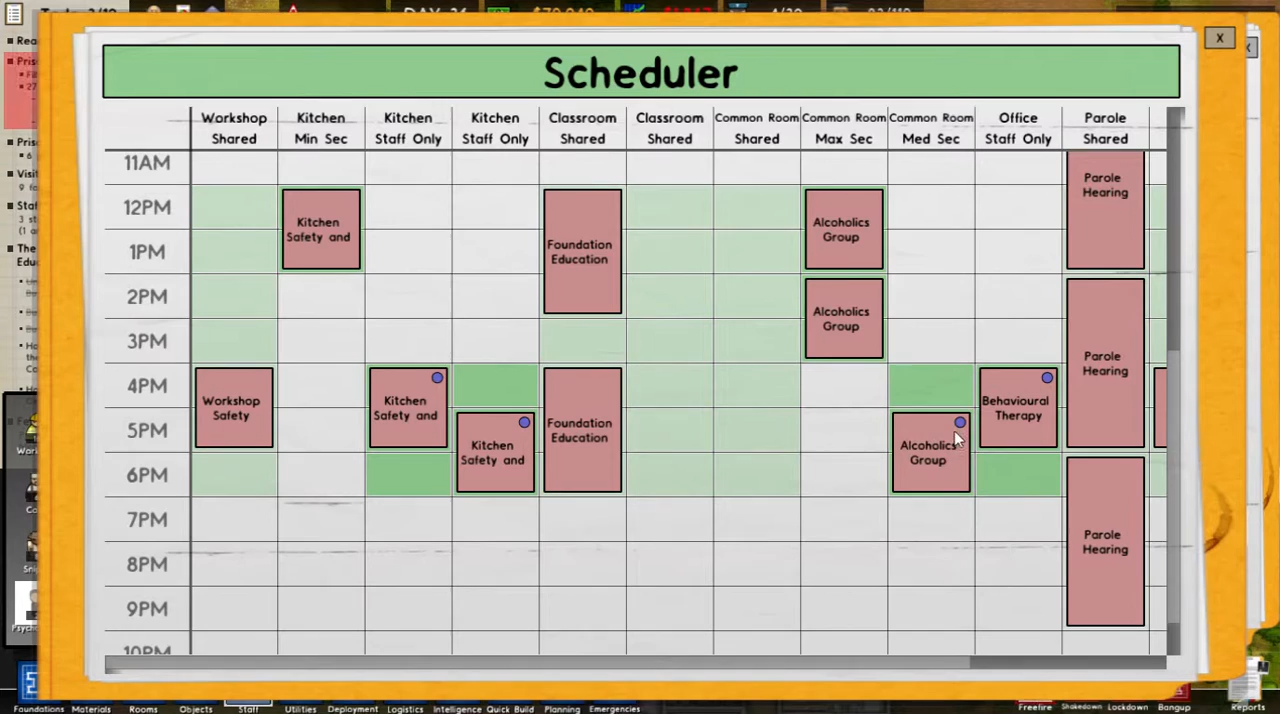 Scheduler
X
Workshop Kitchen Kitchen Kitchen Classroom Classroom Common Room Common Room Common Room Office Parole
Shared Min Sec Staff Only Staff Only Shared Shared Shared Max Sec Med Sec Staff Only Shared
11AM
12PM
1PM
2PM
3PM
4PM
5PM
6PM
7PM
8PM
9PM
10PM
Workshop
Safety
Kitchen
Safety and
Kitchen
Safety and
Kitchen
Safety and
Foundation
Education
Foundation
Education
Alcoholics
Group
Alcoholics
Group
Alcoholics
Group
Behavioural
Therapy
Parole
Hearing
Parole
Hearing
Parole
Hearing
Foundations Materials Rooms Objects Staff Utilities Deployment Logistics Intelligence Quick Build Planning Emergencies Freefire Shakedown Lockdown Bangup Reports